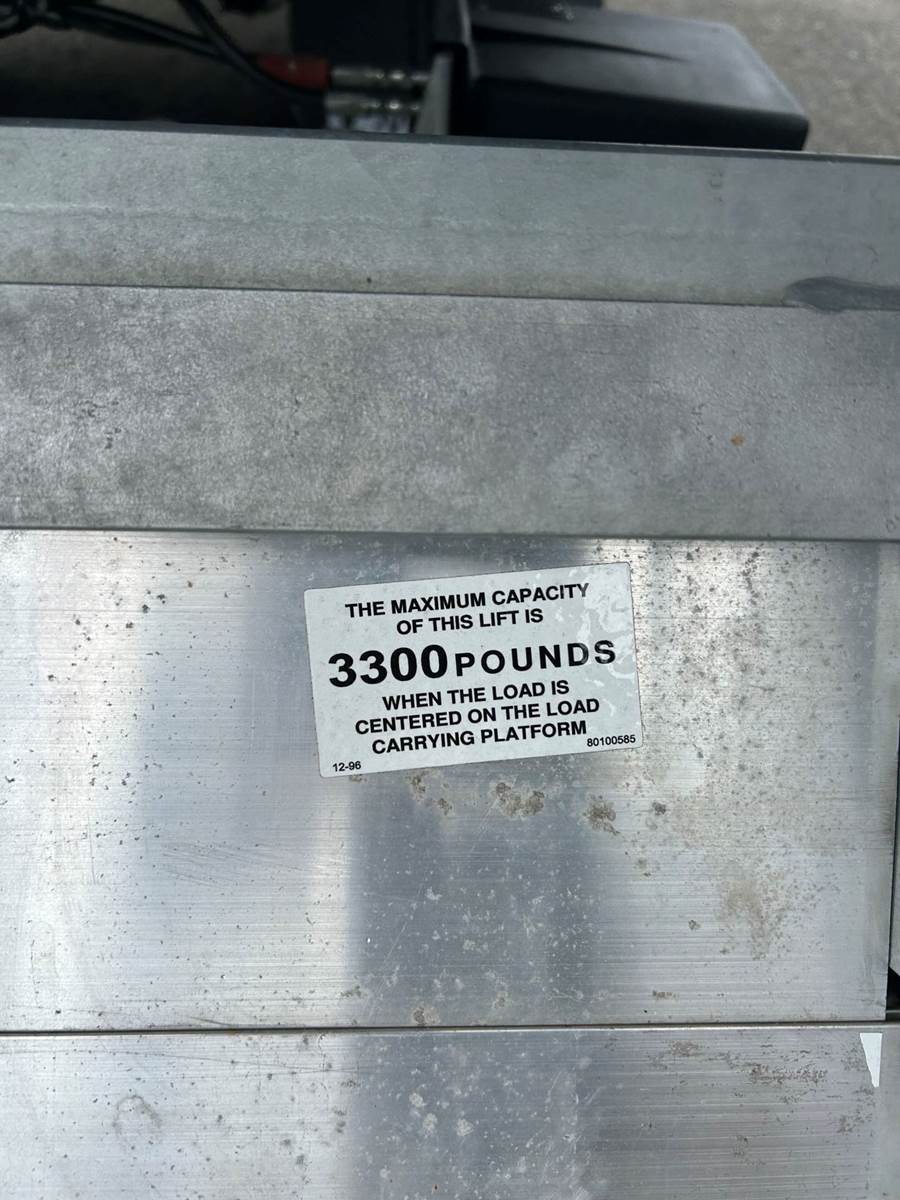 THE MAXIMUM CAPACITY
OF THIS LIFT IS
3300 POUNDS
WHEN THE LOAD IS
CENTERED ON THE LOAD
CARRYING PLATFORM
12-96 80100585